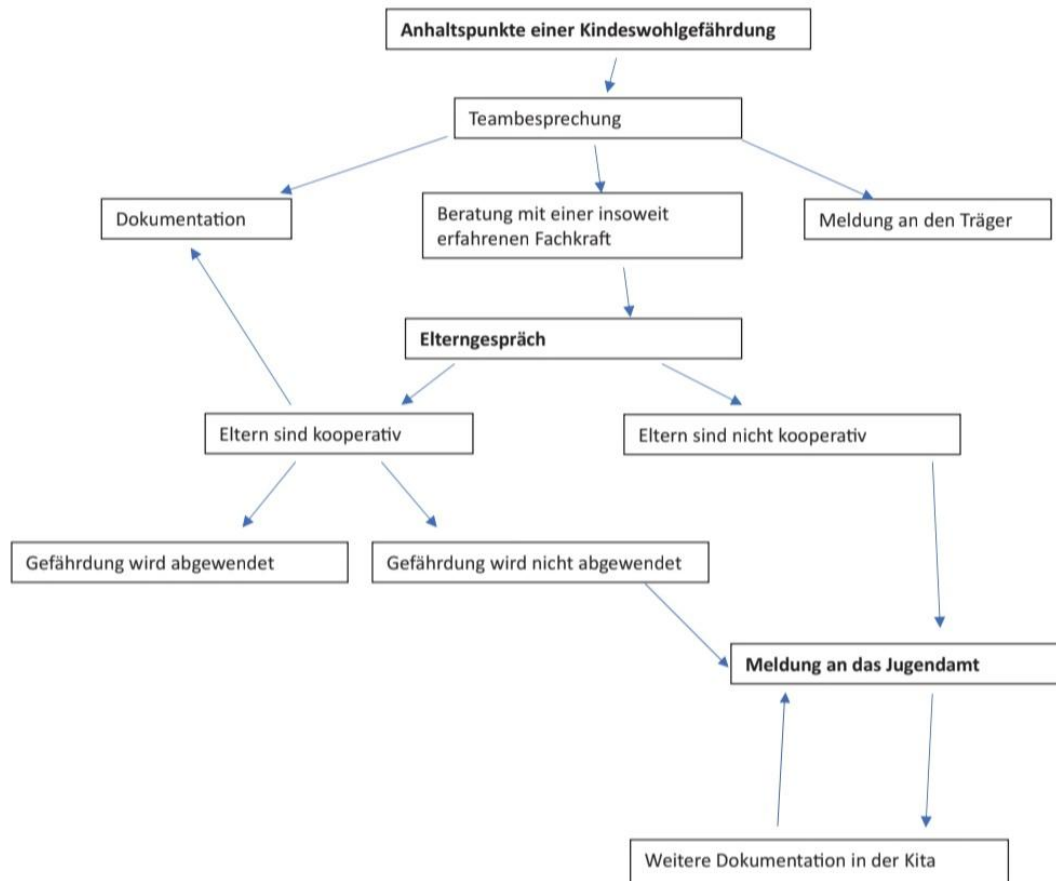 Anhaltspunkte einer Kindeswohlgefährdung
Teambesprechung
Dokumentation
Beratung mit einer insoweit
erfahrenen Fachkraft
Meldung an den Träger
Elterngespräch
Eltern sind kooperativ
Eltern sind nicht kooperativ
Gefährdung wird abgewendet
Gefährdung wird nicht abgewendet
Meldung an das Jugendamt
Weitere Dokumentation in der Kita